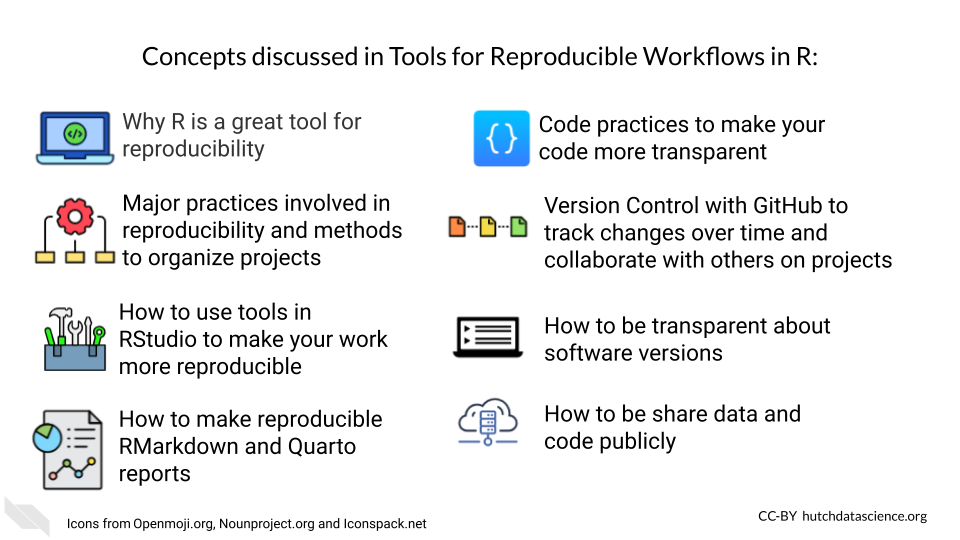 Concepts discussed in Tools for Reproducible Workflows in R:
Why R is a great tool for
reproducibility
Major practices involved in
reproducibility and methods
to organize projects
How to use tools in
RStudio to make your work
more reproducible
How to make reproducible
RMarkdown and Quarto
reports
Code practices to make your
code more transparent
Version Control with GitHub to
track changes over time and
collaborate with others on projects
How to be transparent about
software versions
How to be share data and
code publicly
Icons from Openmoji.org, Nounproject.org and Iconspack.net
CC-BY hutchdatascience.org